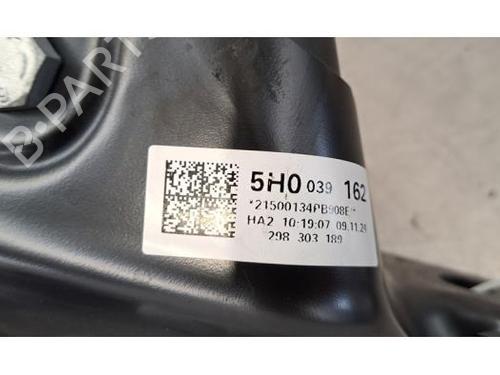 B-PARTS
5H0 039 162
*21500134PB908E*
HA2 10:19:07 09.11.21
298 303 189